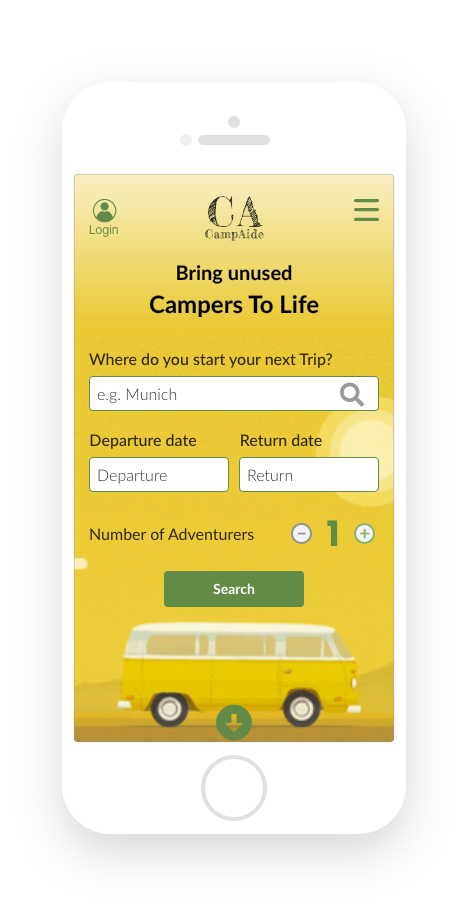 CA
CampAide
Login
Bring unused
Campers To Life
Where do you start your next Trip?
e.g. Munich
Departure date Return date
Departure Return
Number of Adventurers 1
Search